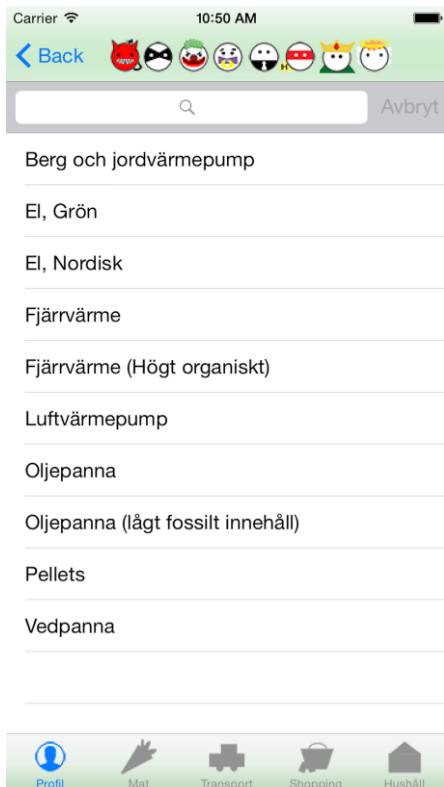 Carrier 10:50 AM
Back
H
Avbryt
Berg och jordvärmepump
El, Grön
El, Nordisk
Fjärrvärme
Fjärrvärme (Högt organiskt)
Luftvärmepump
Oljepanna
Oljepanna (lågt fossilt innehåll)
Pellets
Vedpanna
Profil Mat Transport Shopping Hushåll